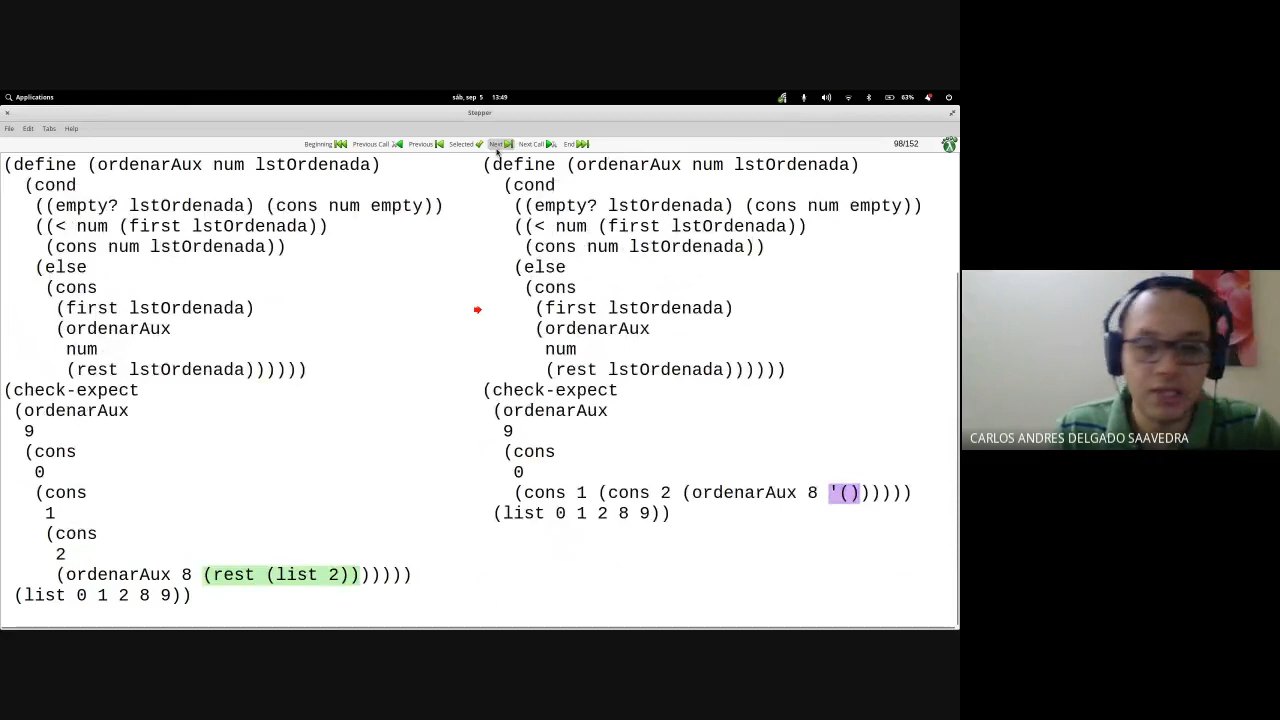 Applications
sáb, sep 5 13:49
63%
Stepper
File Edit Tabs Help
Beginning Previous Call Previous Selected Next Next Call End 98/152
(define (ordenarAux num lstOrdenada)
(cond
((empty? lstOrdenada) (cons num empty))
((< num (first lstOrdenada))
(cons num lstOrdenada))
(else
(cons
(first lstOrdenada)
(ordenarAux
num
(rest lstOrdenada))))))
(check-expect
(ordenarAux
9
(cons
0
(cons
1
(cons
2
(ordenarAux 8 (rest (list 2)))))))
(list 0 1 2 8 9))
(define (ordenarAux num lstOrdenada)
(cond
((empty? lstOrdenada) (cons num empty))
((< num (first lstOrdenada))
(cons num lstOrdenada))
(else
(cons
(first lstOrdenada)
(ordenarAux
num
(rest lstOrdenada))))))
(check-expect
(ordenarAux
9
(cons
0
(cons 1 (cons 2 (ordenarAux 8 '()))))))
(list 0 1 2 8 9))
CARLOS ANDRES DELGADO SAAVEDRA